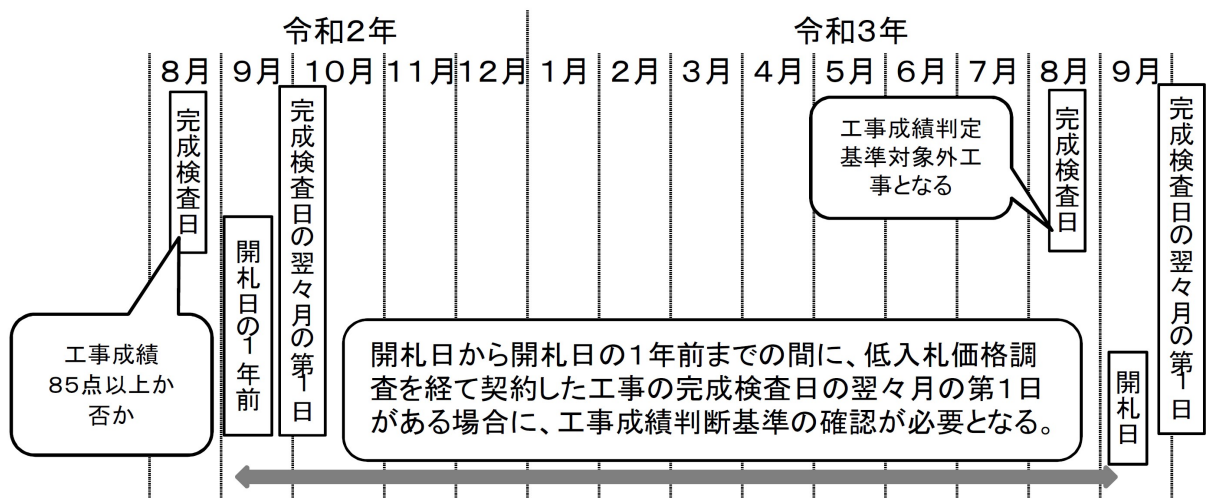 令和2年
令和3年
8月
9月
10月
11月
12月
1月
2月
3月
4月
5月
6月
7月
8月
9月
完成検査日
開札日の1年前
完成検査日の翌々月の第1日
工事成績
85点以上か
否か
工事成績判定
基準対象外工
事となる
完成検査日
開札日
完成検査日の翌々月の第1日
開札日から開札日の1年前までの間に、低入札価格調
査を経て契約した工事の完成検査日の翌々月の第1日
がある場合に、工事成績判断基準の確認が必要となる。